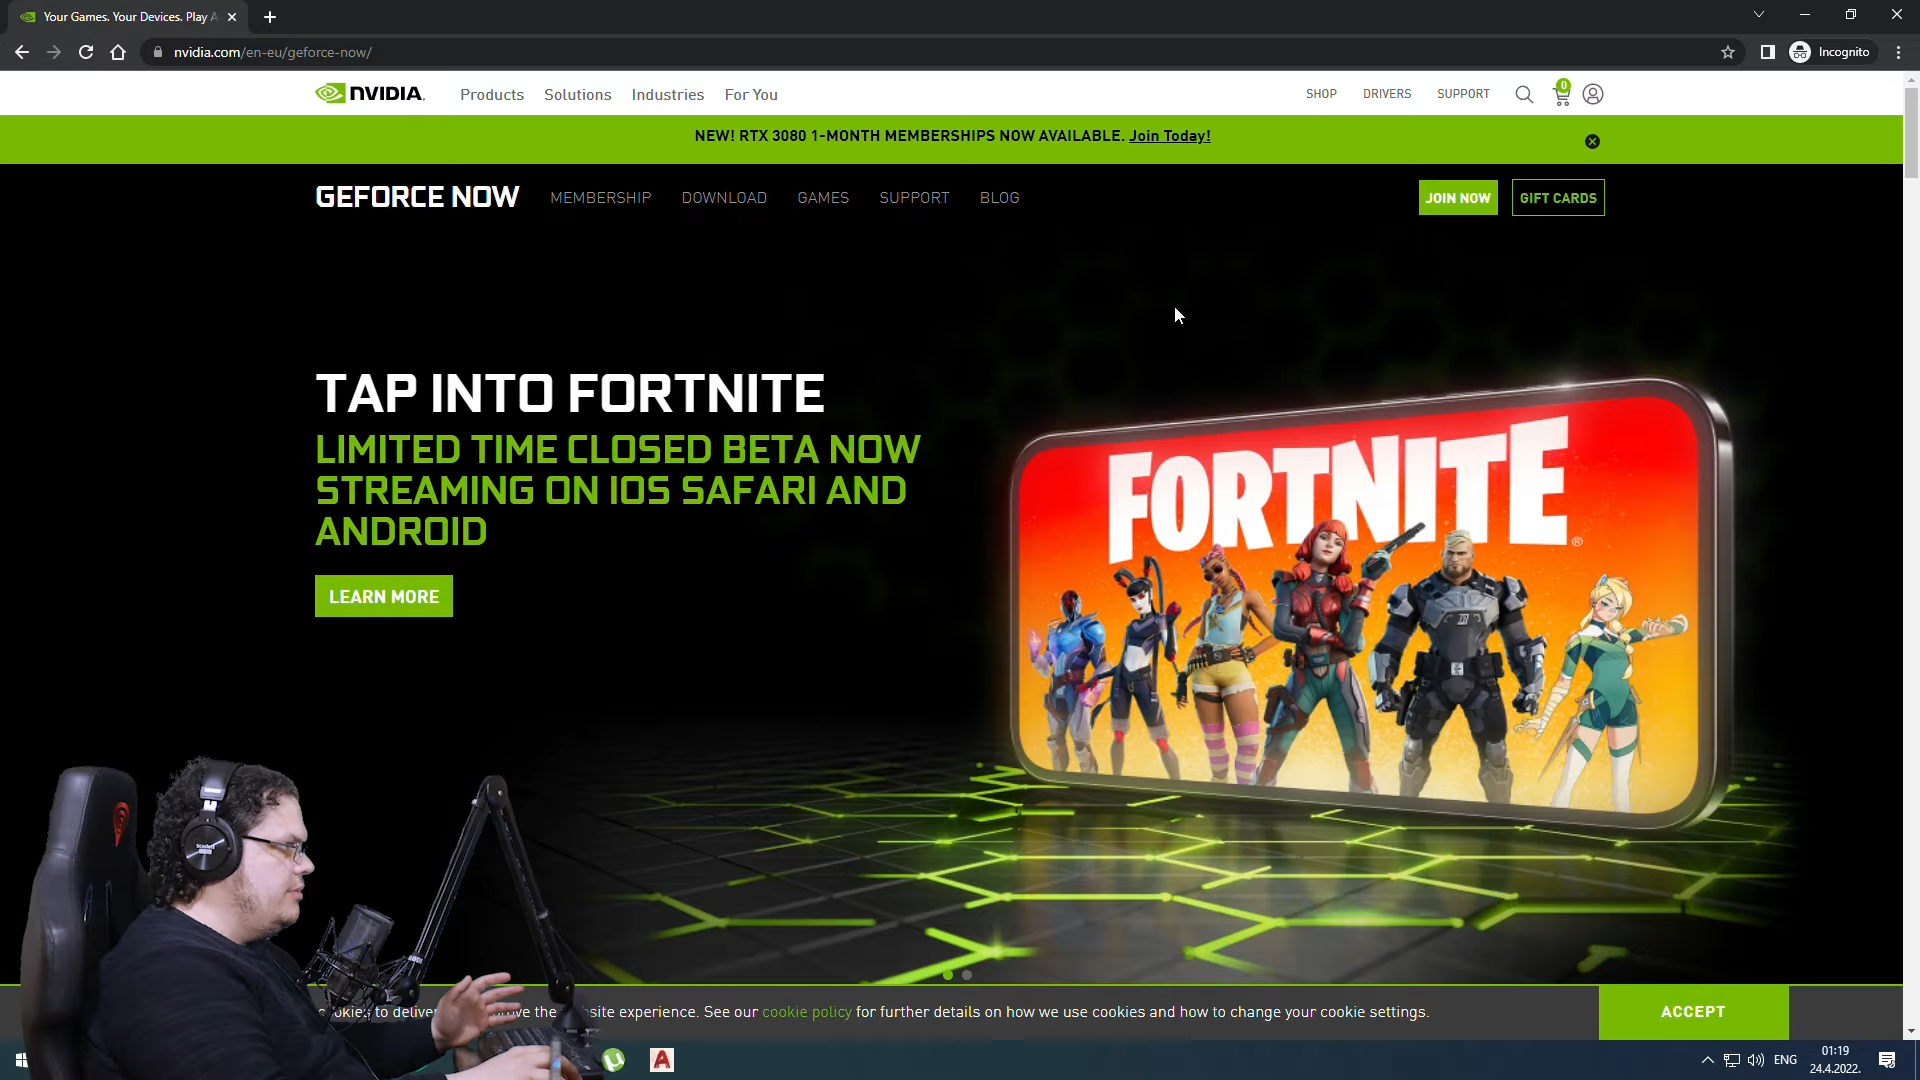 Your Games. Your Devices. Play A
nvidia.com/en-eu/geforce-now/
Incognito
NVIDIA.
Products
Solutions
Industries
For You
SHOP
DRIVERS
SUPPORT
0
NEW! RTX 3080 1-MONTH MEMBERSHIPS NOW AVAILABLE. Join Today!
GEFORCE NOW
MEMBERSHIP
DOWNLOAD
GAMES
SUPPORT
BLOG
JOIN NOW
GIFT CARDS
TAP INTO FORTNITE
LIMITED TIME CLOSED BETA NOW
STREAMING ON IOS SAFARI AND
ANDROID
LEARN MORE
FORTNITE®
to deliver the site experience. See our cookie policy for further details on how we use cookies and how to change your cookie settings.
ACCEPT
ENG
01:19
24.4.2022.